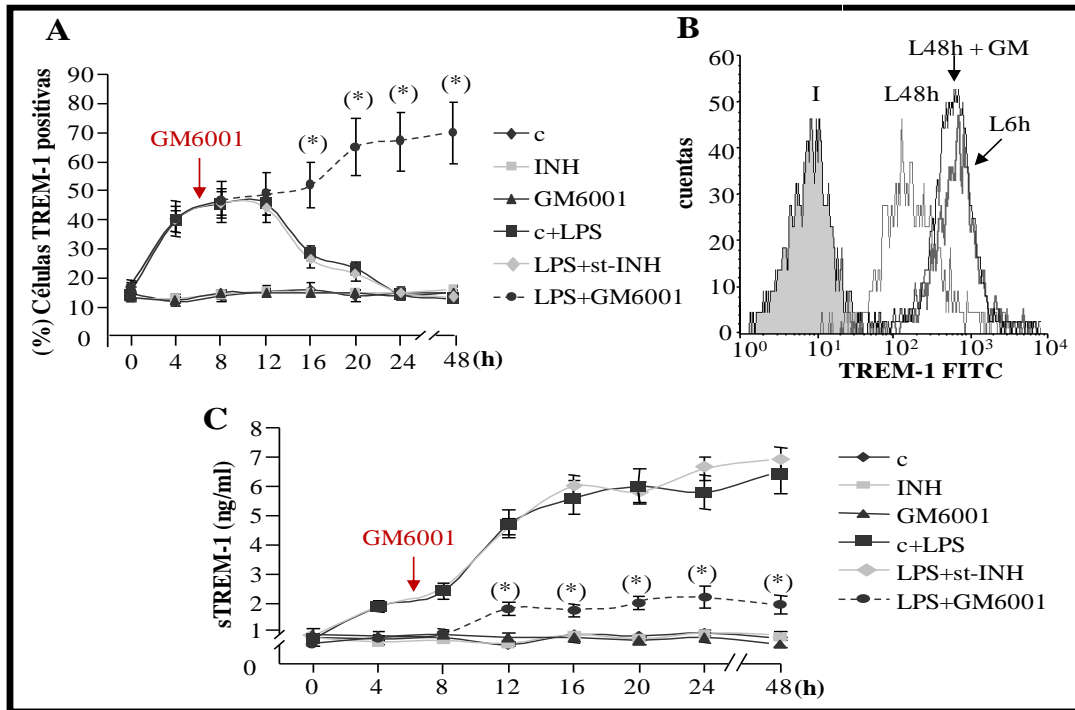 A
(%) Células TREM-1 positivas
90
80
70
60
50
40
30
20
10
0
GM6001
(*)
(*)
(*)
(*)
0 4 8 12 16 20 24 48 (h)
c
INH
GM6001
c+LPS
LPS+st-INH
LPS+GM6001
B
cuentas
60
50
40
30
20
10
0
I
L48h
L48h + GM
L6h
10⁰ 10¹ 10² 10³ 10⁴
TREM-1 FITC
C
sTREM-1 (ng/ml)
8
7
6
5
4
3
2
1
0
GM6001
(*)
(*)
(*)
(*)
(*)
0 4 8 12 16 20 24 48 (h)
c
INH
GM6001
c+LPS
LPS+st-INH
LPS+GM6001